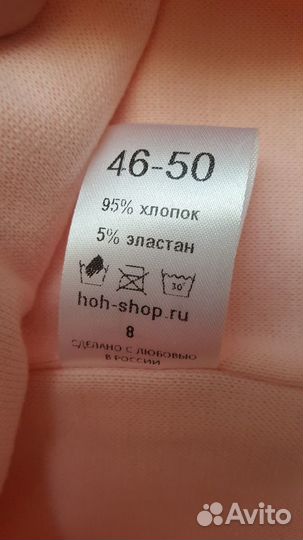 46-50
95% хлопок
5% эластан
30°
hoh-shop.ru
8
СДЕЛАНО С ЛЮБОВЬЮ
В РОССИИ
Avito